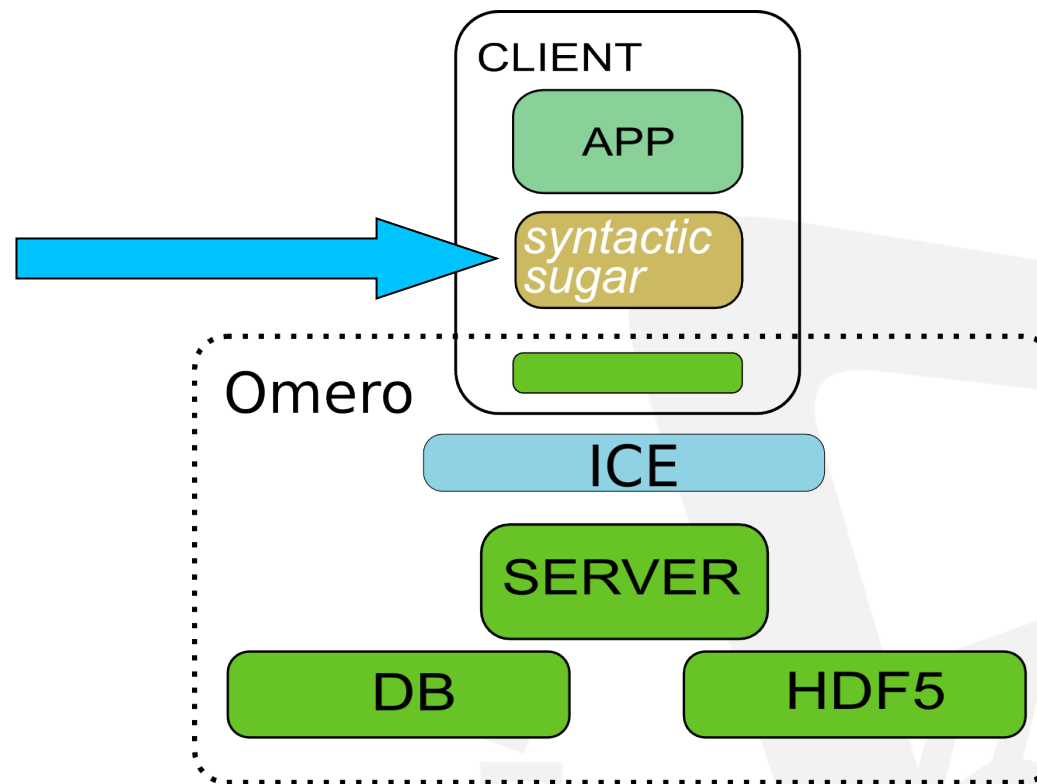 CLIENT
APP
syntactic
sugar
Omero
ICE
SERVER
DB
HDF5